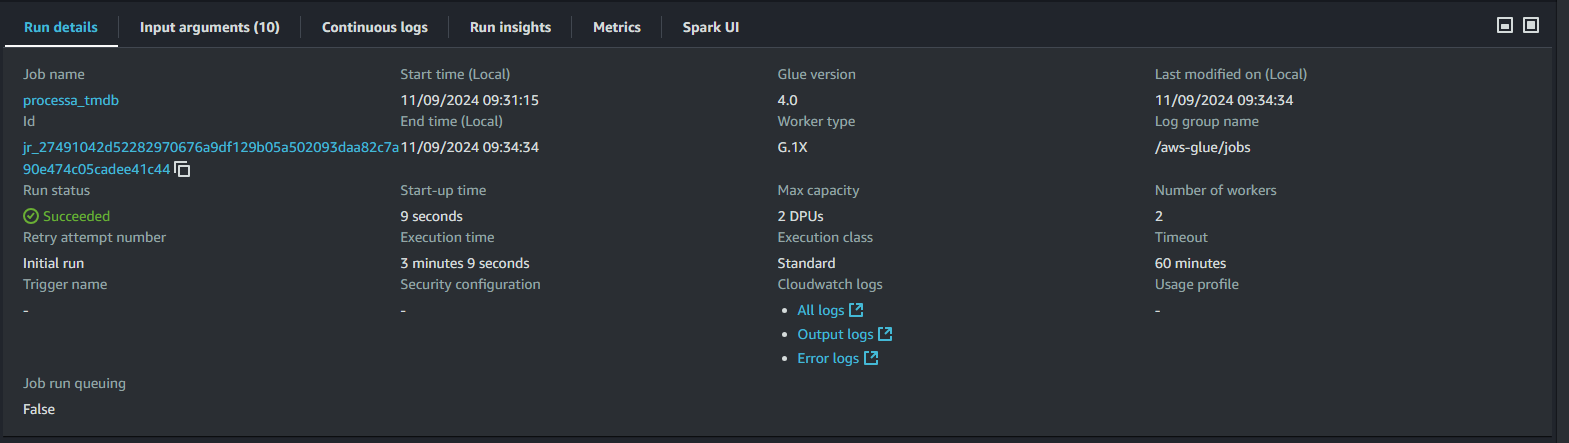 Run details Input arguments (10) Continuous logs Run insights Metrics Spark UI
Job name Start time (Local) Glue version Last modified on (Local)
processa_tmdb 11/09/2024 09:31:15 4.0 11/09/2024 09:34:34
Id End time (Local) Worker type Log group name
jr_27491042d52282970676a9df129b05a502093daa82c7a 11/09/2024 09:34:34 G.1X /aws-glue/jobs
90e474c05cadee41c44
Run status Start-up time Max capacity Number of workers
Succeeded 9 seconds 2 DPUs 2
Retry attempt number Execution time Execution class Timeout
Initial run 3 minutes 9 seconds Standard 60 minutes
Trigger name Security configuration Cloudwatch logs Usage profile
- - • All logs -
• Output logs
• Error logs
Job run queuing
False